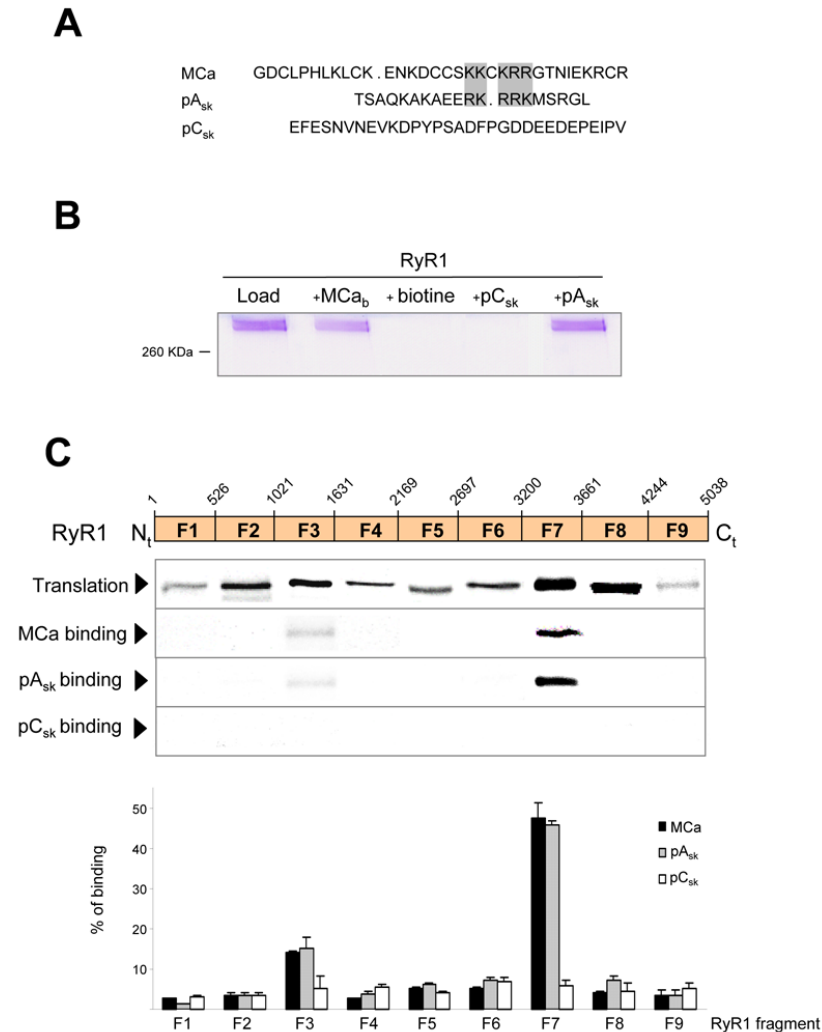 A
MCa GDCLPHLKLCK . ENKDCCSKKCKRRGTNIEKRCR
pAsk TSAQKAKAEERK . RRKMSRGL
pCsk EFESNVNEVKDPYPSADFPGDDEEDEPEIPV
B
RyR1
Load +MCab + biotine +pCsk +pAsk
260 KDa
C
1 526 1021 1631 2169 2697 3200 3661 4244 5038
RyR1 Nt F1 F2 F3 F4 F5 F6 F7 F8 F9 Ct
Translation
MCa binding
pAsk binding
pCsk binding
50
40
30
20
10
% of binding
MCa
pAsk
pCsk
F1 F2 F3 F4 F5 F6 F7 F8 F9 RyR1 fragment